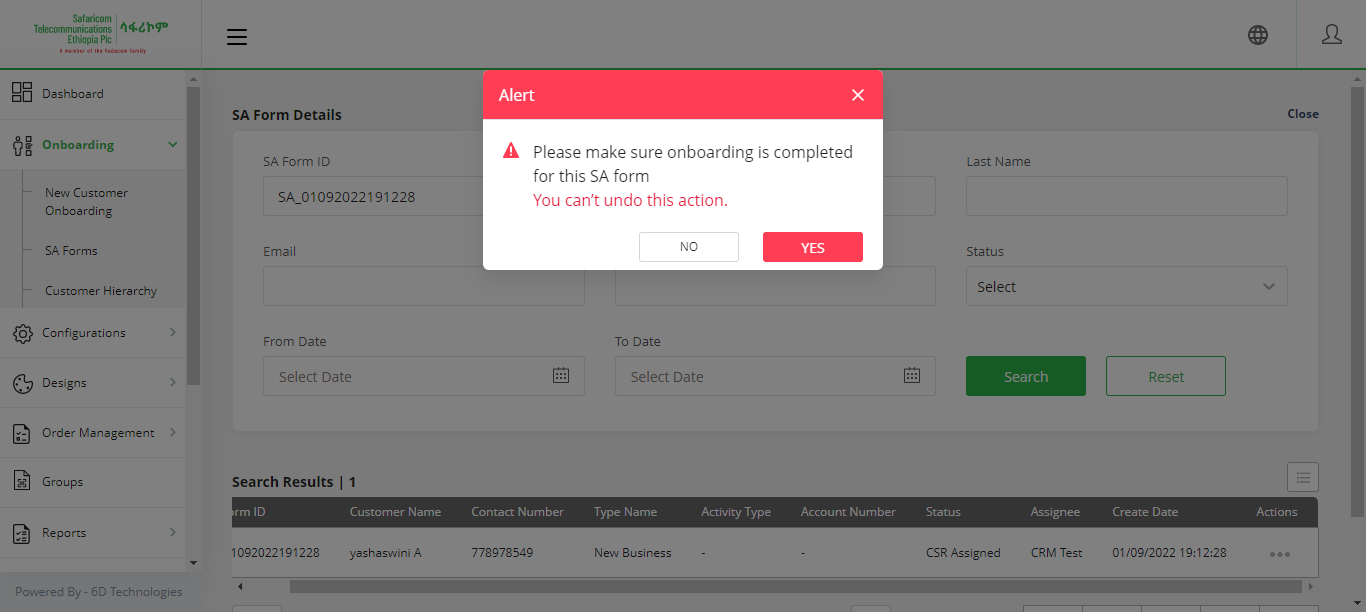 Safaricom
Telecommunications
Ethiopia Plc
ሳፋሪኮም
A member of the Vodacom family
Dashboard
Onboarding
New Customer
Onboarding
SA Forms
Customer Hierarchy
Configurations
Designs
Order Management
Groups
Reports
Powered By - 6D Technologies
SA Form Details
Close
SA Form ID
Last Name
SA_01092022191228
Email
Status
Select
From Date
To Date
Select Date
Select Date
Search
Reset
Alert
Please make sure onboarding is completed
for this SA form
You can’t undo this action.
NO
YES
Search Results | 1
orm ID Customer Name Contact Number Type Name Activity Type Account Number Status Assignee Create Date Actions
1092022191228 yashaswini A 778978549 New Business - - CSR Assigned CRM Test 01/09/2022 19:12:28